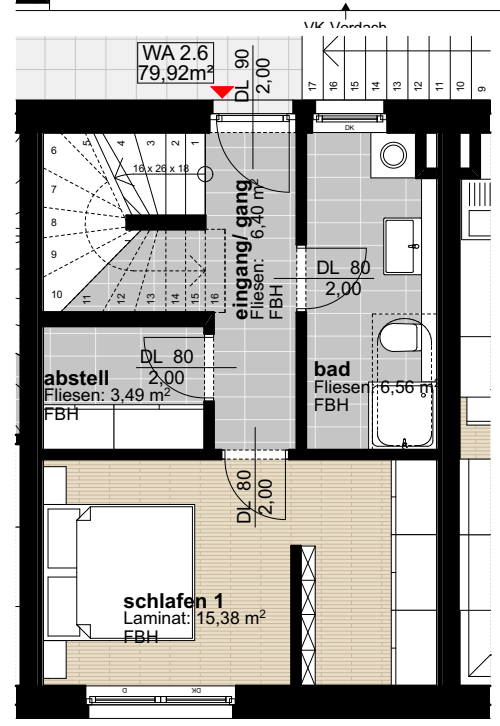 VK Vordach
WA 2.6
79,92m²
DL 90
2,00
17 16 15 14 13 12 11 10 9
DK
6 5 4 3 2 1
7
8
9
10 11 12 13 14 15 16
16 x 26 x 18
eingang/ gang
Fliesen: 6,40 m²
FBH
DL 80
2,00
DL 80
2,00
abstell
Fliesen: 3,49 m²
FBH
bad
Fliesen: 6,56 m²
FBH
DL 80
2,00
schlafen 1
Laminat: 15,38 m²
FBH
D DK